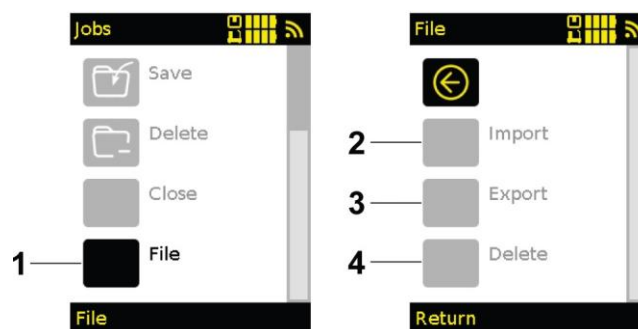 Jobs
Save
Delete
Close
1
File
File
File
2
Import
3
Export
4
Delete
Return